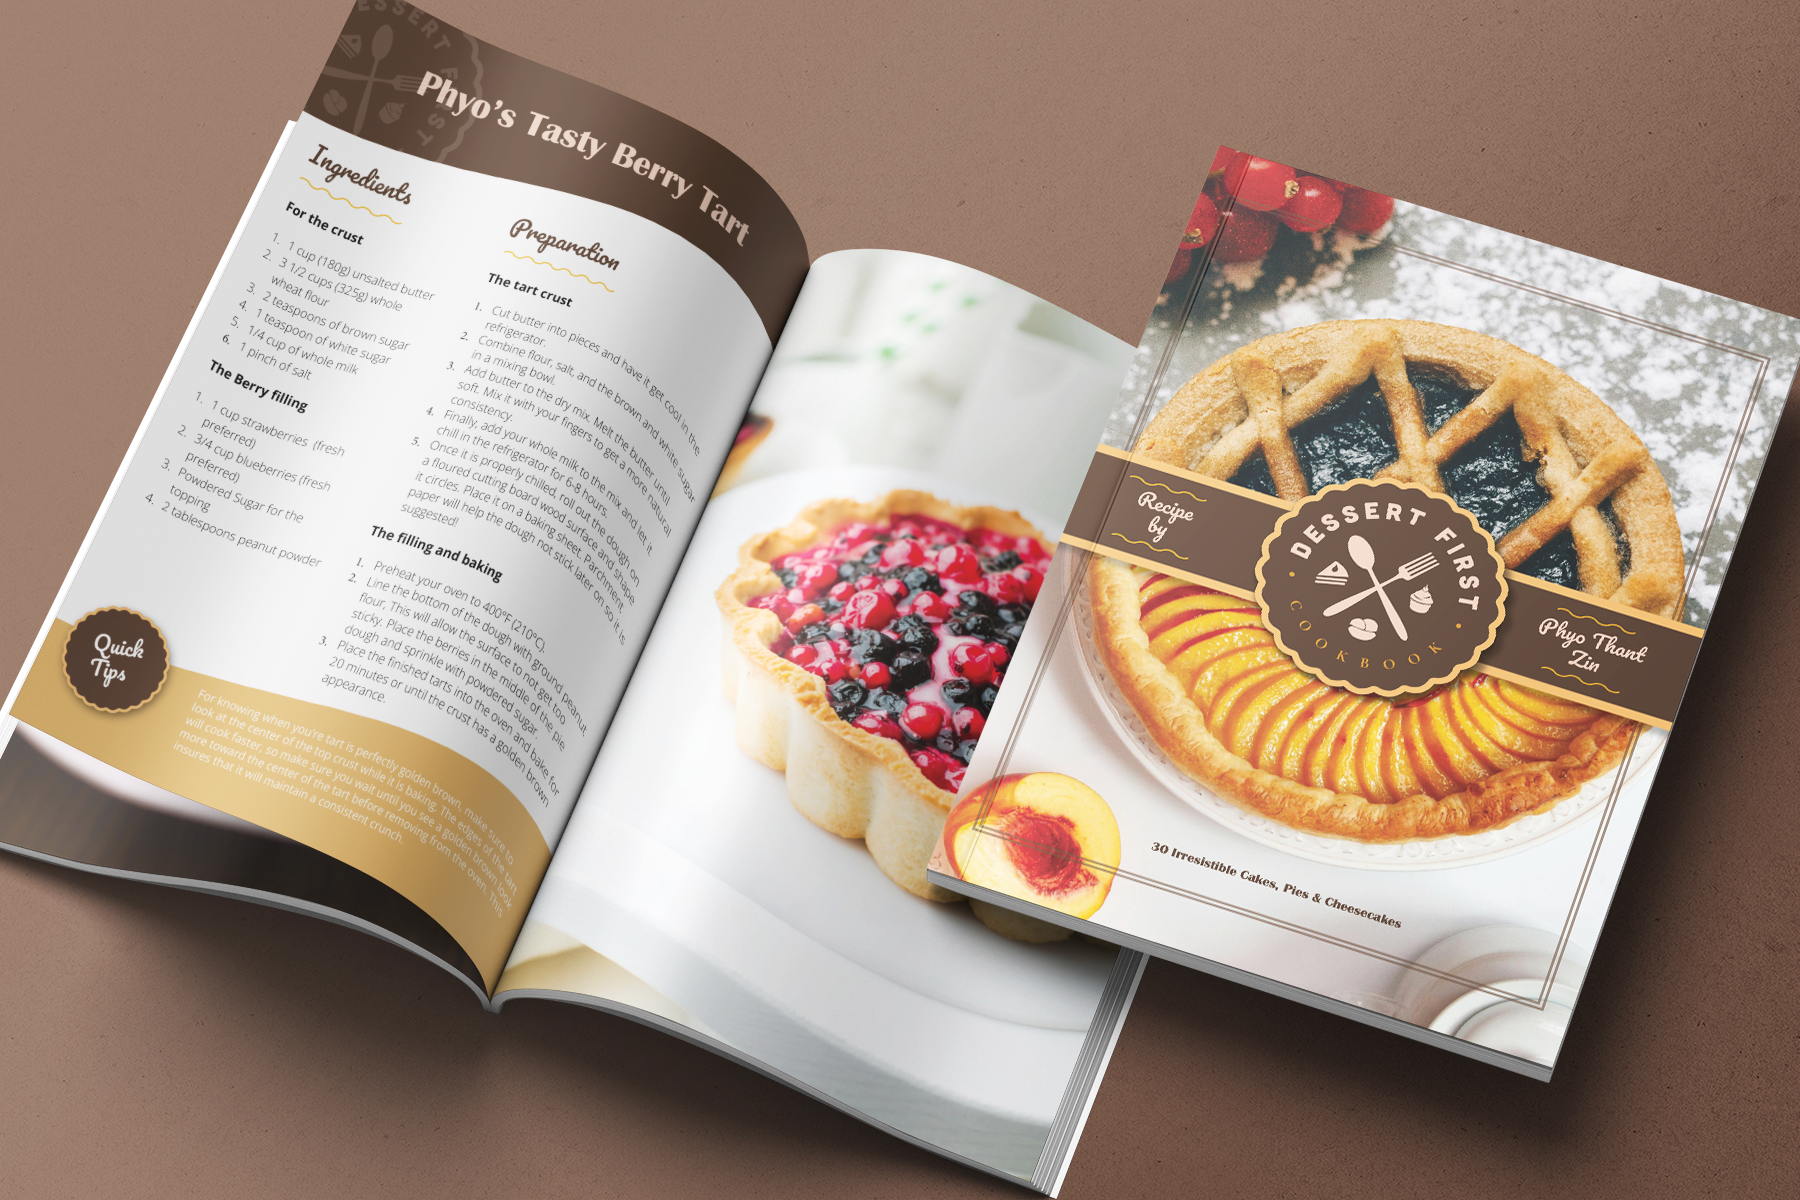 DESSERT FIRST
Phyo's Tasty Berry Tart
Ingredients
For the crust
1. 1 cup (180g) unsalted butter
2. 3 1/2 cups (325g) whole
wheat flour
3. 2 teaspoons of brown sugar
4. 1 teaspoon of white sugar
5. 1/4 cup of whole milk
6. 1 pinch of salt
The Berry filling
1. 1 cup strawberries (fresh
preferred)
2. 3/4 cup blueberries (fresh
preferred)
3. Powdered Sugar for the
topping
4. 2 tablespoons peanut powder
Preparation
The tart crust
1. Cut butter into pieces and have it get cool in the
refrigerator.
2. Combine flour, salt, and the brown and white sugar
in a mixing bowl.
3. Add butter to the dry mix. Melt the butter until
soft. Mix it with your fingers to get a more natural
consistency.
4. Finally, add your whole milk to the mix, and let it
chill in the refrigerator for 6-8 hours.
5. Once it is properly chilled, roll out the dough on
a floured cutting board wood surface and shape
it circles. Place it on a baking sheet. Parchment
paper will help the dough not stick later on so it is
suggested!
The filling and baking
1. Preheat your oven to 400°F (210°C).
2. Line the bottom of the dough with ground peanut
flour, This will allow the surface to not get too
sticky. Place the berries in the middle of the pie
dough and sprinkle with powdered sugar.
3. Place the finished tarts into the oven and bake for
20 minutes or until the crust has a golden brown
appearance.
Quick
Tips
For knowing when you're tart is perfectly golden brown, make sure to
look at the center of the top crust while it is baking. The edges of the tart
will cook faster, so make sure you wait until you see a golden brown look
more toward the center of the tart before removing from the oven. This
insures that it will maintain a consistent crunch.
Recipe
by
DESSERT FIRST
COOKBOOK
Phyo Thant
Zin
30 Irresistible Cakes, Pies & Cheesecakes